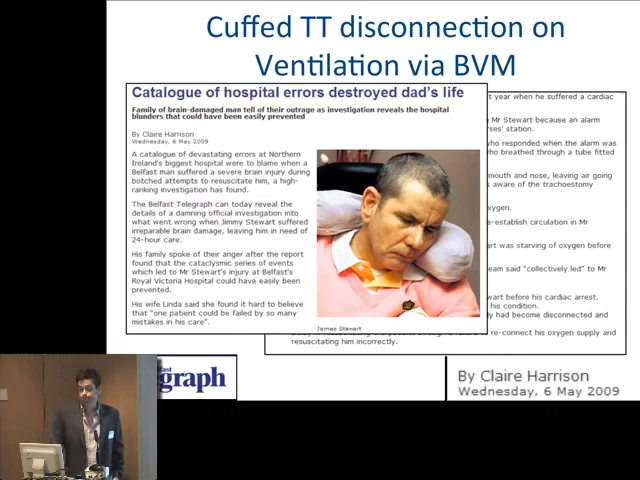 Cuffed TT disconnection on
Ventilation via BVM
Catalogue of hospital errors destroyed dad's life
Family of brain-damaged man tell of their outrage as investigation reveals the hospital
blunders that could have been easily prevented
By Claire Harrison
Wednesday, 6 May 2009
A catalogue of devastating errors at Northern
Ireland's biggest hospital were to blame when a
Belfast man suffered a severe brain injury during
botched attempts to resuscitate him, a high-
ranking investigation has found.
The Belfast Telegraph can today reveal the
details of a damning official investigation into
what went wrong when Jimmy Stewart suffered
irreparable brain damage, leaving him in need of
24-hour care.
His family spoke of their anger after the report
found that the cataclysmic series of events
which led to Mr Stewart's injury at Belfast's
Royal Victoria Hospital could have easily been
prevented.
His wife Linda said she found it hard to believe
that "one patient could be failed by so many
mistakes in his care".
James Stewart
t year when he suffered a cardiac
Mr Stewart because an alarm
rses' station.
who responded when the alarm was
who breathed through a tube fitted
mouth and nose, leaving air going
s aware of the trachoestomy
oxygen.
e-establish circulation in Mr
art was starving of oxygen before
eam said "collectively led" to Mr
wart before his cardiac arrest.
his condition.
ly had become disconnected and
re-connect his oxygen supply and
resuscitating him incorrectly.
fast
egraph
By Claire Harrison
Wednesday, 6 May 2009